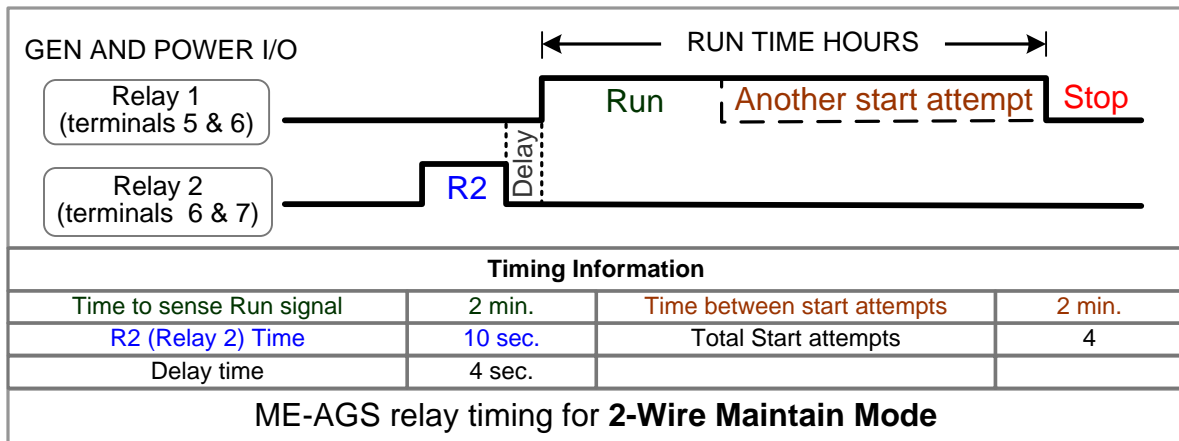 GEN AND POWER I/O
RUN TIME HOURS
Relay 1
(terminals 5 & 6)
Run
Another start attempt
Stop
Delay
Relay 2
(terminals 6 & 7)
R2
Timing Information
Time to sense Run signal 2 min. Time between start attempts 2 min.
R2 (Relay 2) Time 10 sec. Total Start attempts 4
Delay time 4 sec.
ME-AGS relay timing for 2-Wire Maintain Mode